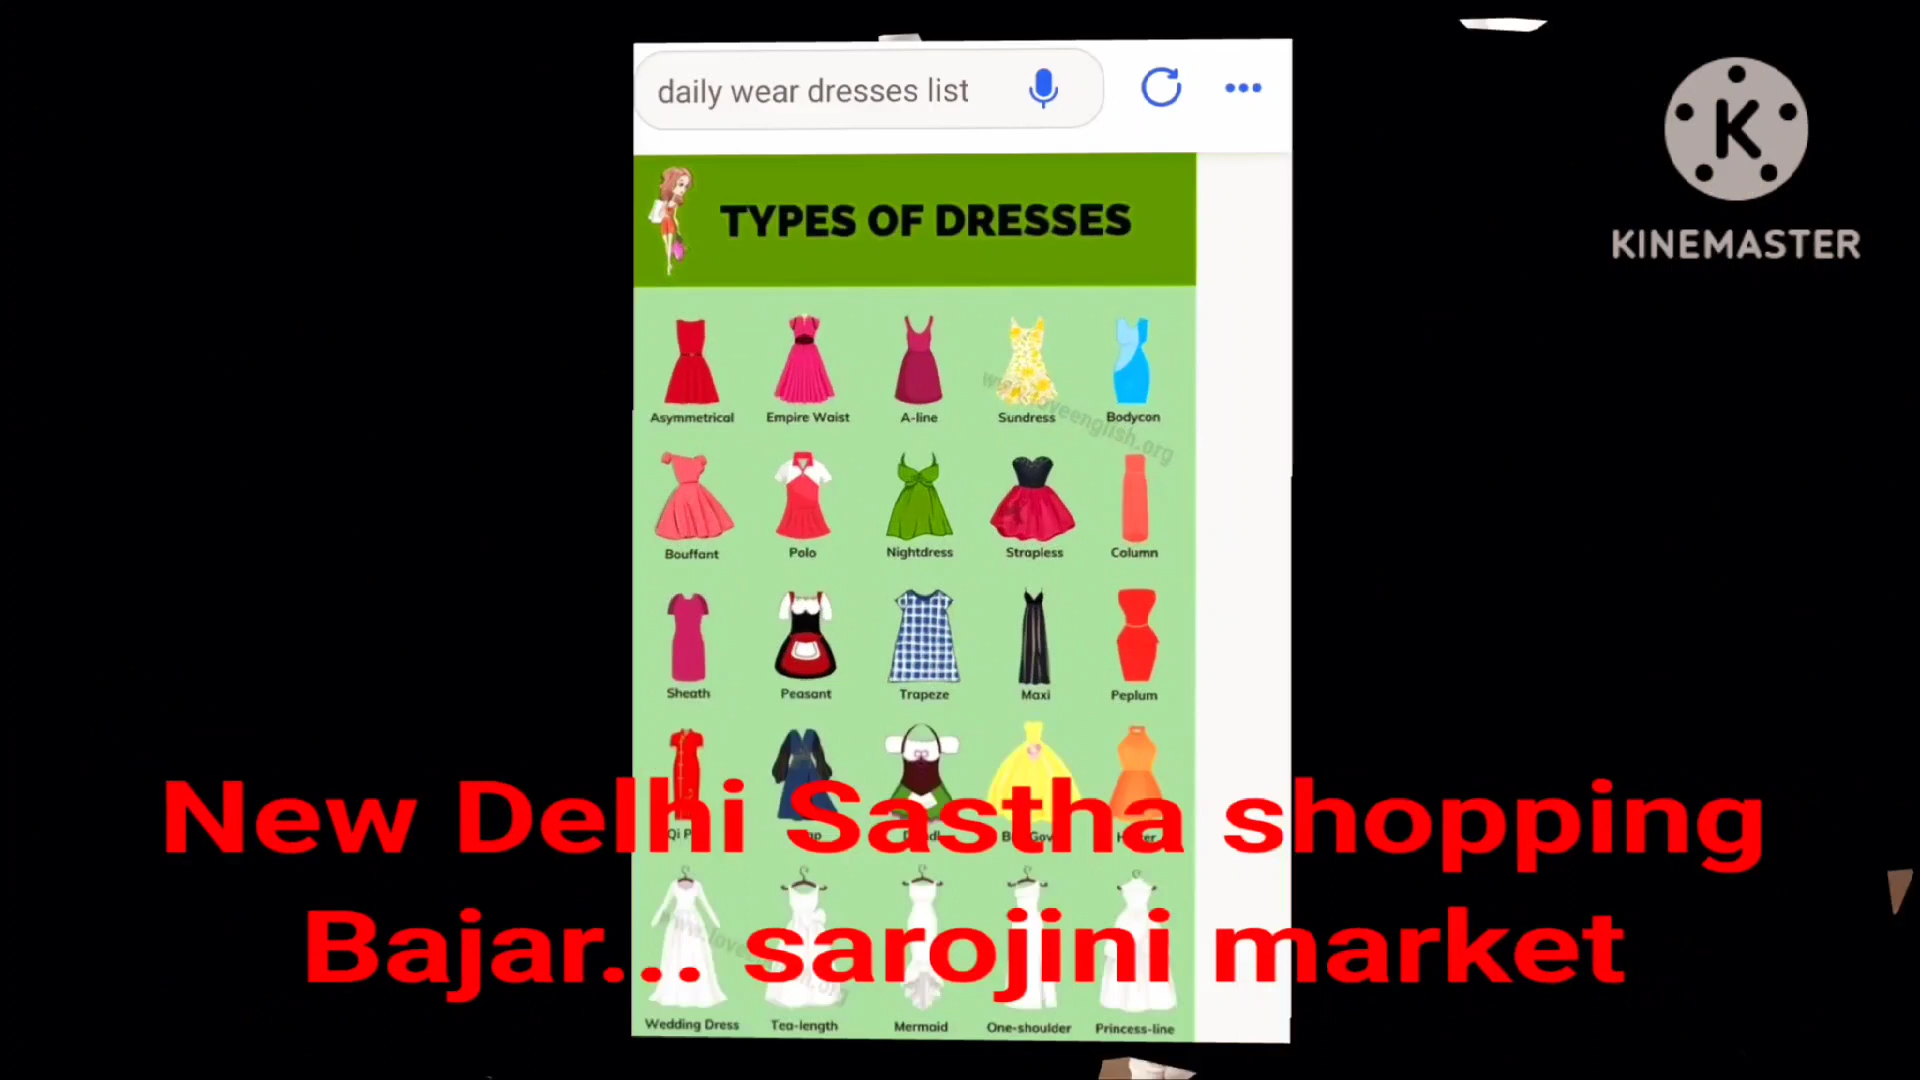 daily wear dresses list
K
KINEMASTER
TYPES OF DRESSES
Asymmetrical Empire Waist A-line Sundress Bodycon
Bouffant Polo Nightdress Strapless Column
Sheath Peasant Trapeze Maxi Peplum
New Delhi Sastha shopping
Bajar... sarojini market
Wedding Dress Tea-length Mermaid One-shoulder Princess-line